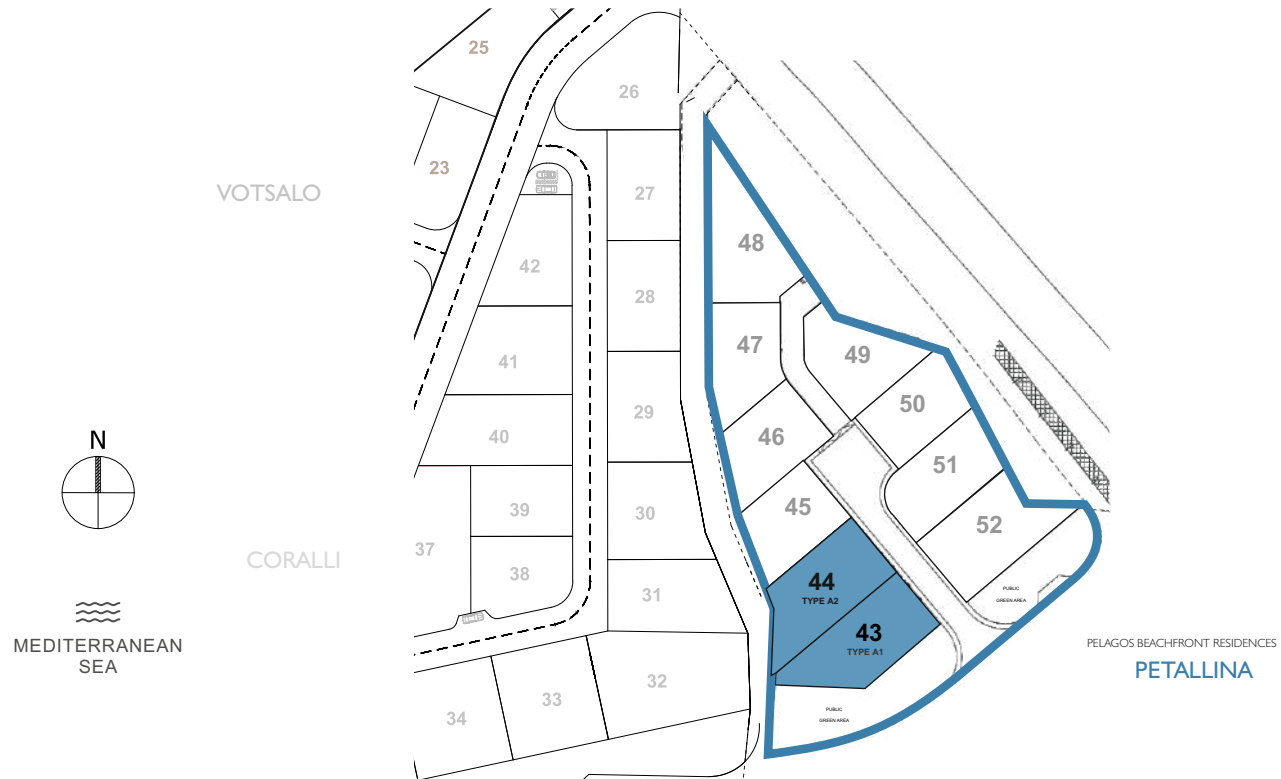 25
26
23
VOTSALO
27
42
48
28
47
49
41
50
29
46
40
51
N
45
39
30
52
37
CORALLI
38
44
TYPE A2
31
PUBLIC
GREEN AREA
MEDITERRANEAN
SEA
43
TYPE A1
PELAGOS BEACHFRONT RESIDENCES
PETALLINA
32
33
34
PUBLIC
GREEN AREA